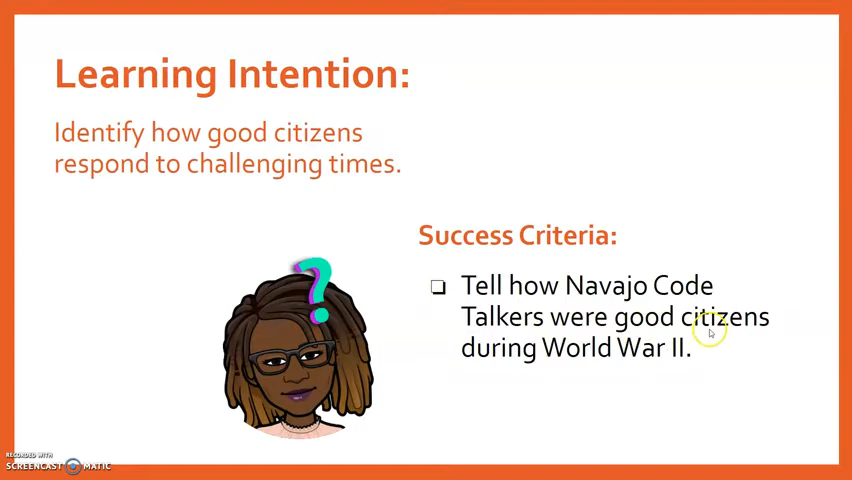 Learning Intention:
Identify how good citizens
respond to challenging times.
Success Criteria:
Tell how Navajo Code
Talkers were good citizens
during World War II.
?
RECORDED WITH
SCREENCAST MATIC